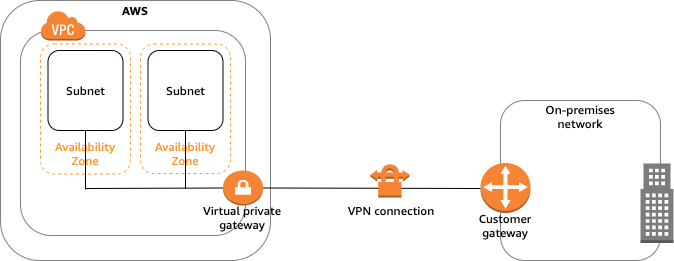 AWS
VPC
Subnet
Subnet
Availability
Zone
Availability
Zone
Virtual private
gateway
VPN connection
Customer
gateway
On-premises
network